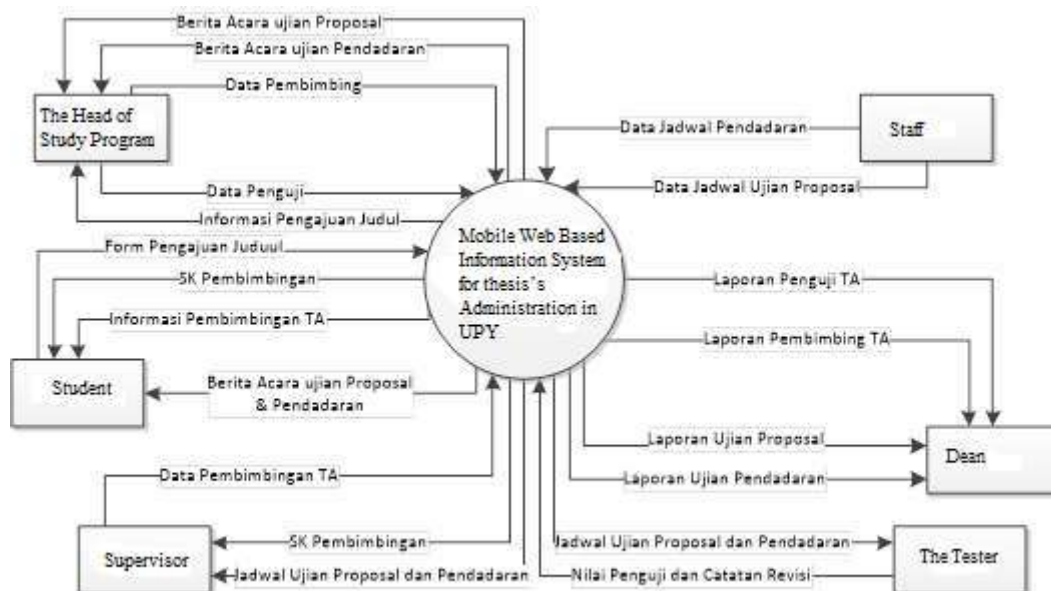 Berita Acara ujian Proposal
Berita Acara ujian Pendadaran
Data Pembimbing
The Head of
Study Program
Data Penguji
Informasi Pengajuan Judul
Form Pengajuan Juduul
SK Pembimbingan
Informasi Pembimbingan TA
Student
Berita Acara ujian Proposal
& Pendadaran
Data Pembimbingan TA
Supervisor
SK Pembimbingan
Jadwal Ujian Proposal dan Pendadaran
Mobile Web Based
Information System
for thesis's
Administration in
UPY
Data Jadwal Pendadaran
Staff
Data Jadwal Ujian Proposal
Laporan Penguji TA
Laporan Pembimbing TA
Laporan Ujian Proposal
Dean
Laporan Ujian Pendadaran
Jadwal Ujian Proposal dan Pendadaran
The Tester
Nilai Penguji dan Catatan Revisi